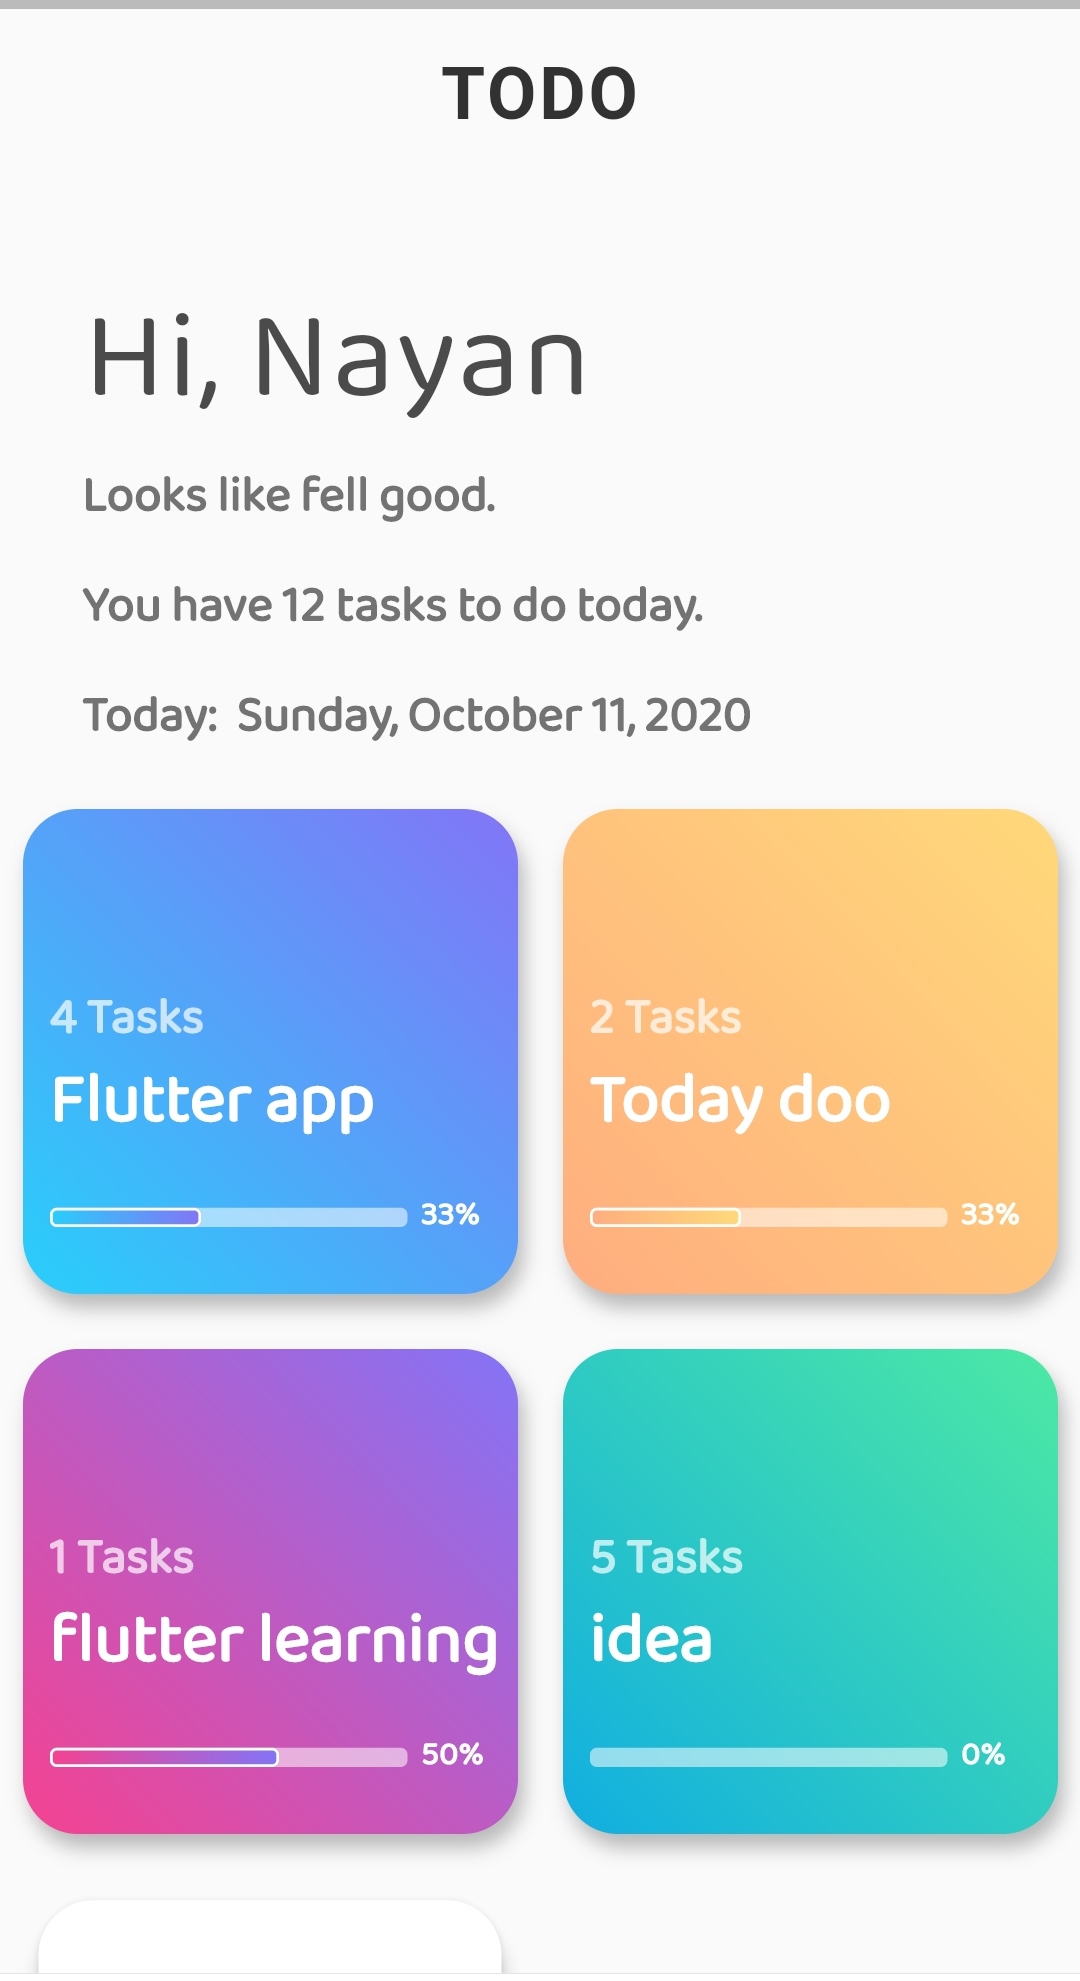 TODO
Hi, Nayan
Looks like fell good.
You have 12 tasks to do today.
Today:  Sunday, October 11, 2020
4 Tasks
Flutter app
33%
2 Tasks
Today doo
33%
1 Tasks
flutter learning
50%
5 Tasks
idea
0%